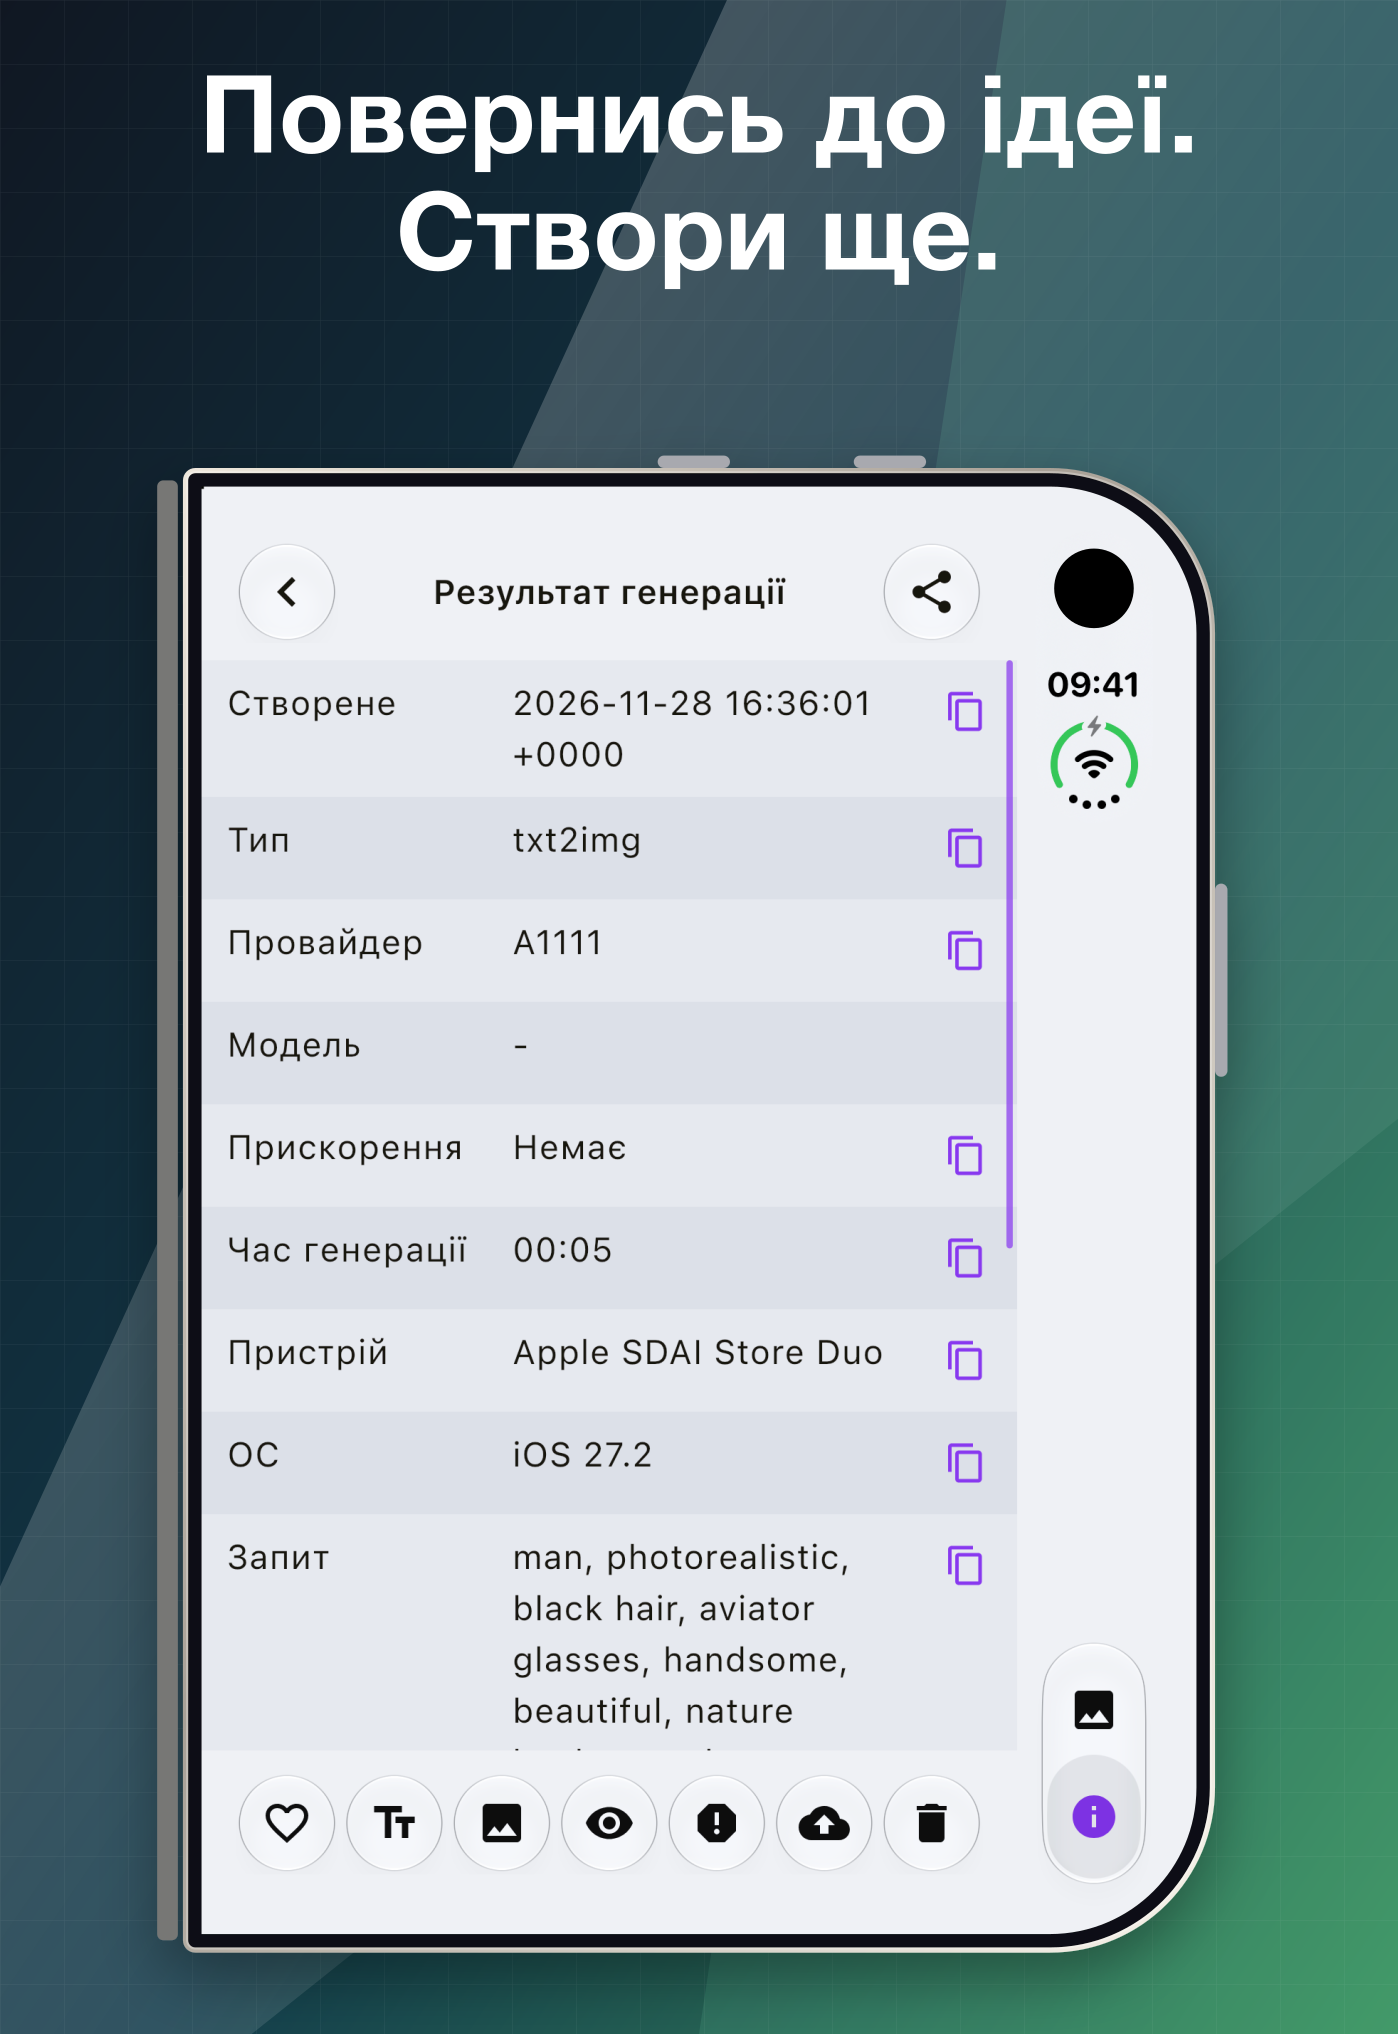 Повернись до ідеї.
Створи ще.
Результат генерації
09:41
Створене 2026-11-28 16:36:01
+0000
Тип txt2img
Провайдер A1111
Модель -
Прискорення Немає
Час генерації 00:05
Пристрій Apple SDAI Store Duo
ОС iOS 27.2
Запит man, photorealistic,
black hair, aviator
glasses, handsome,
beautiful, nature